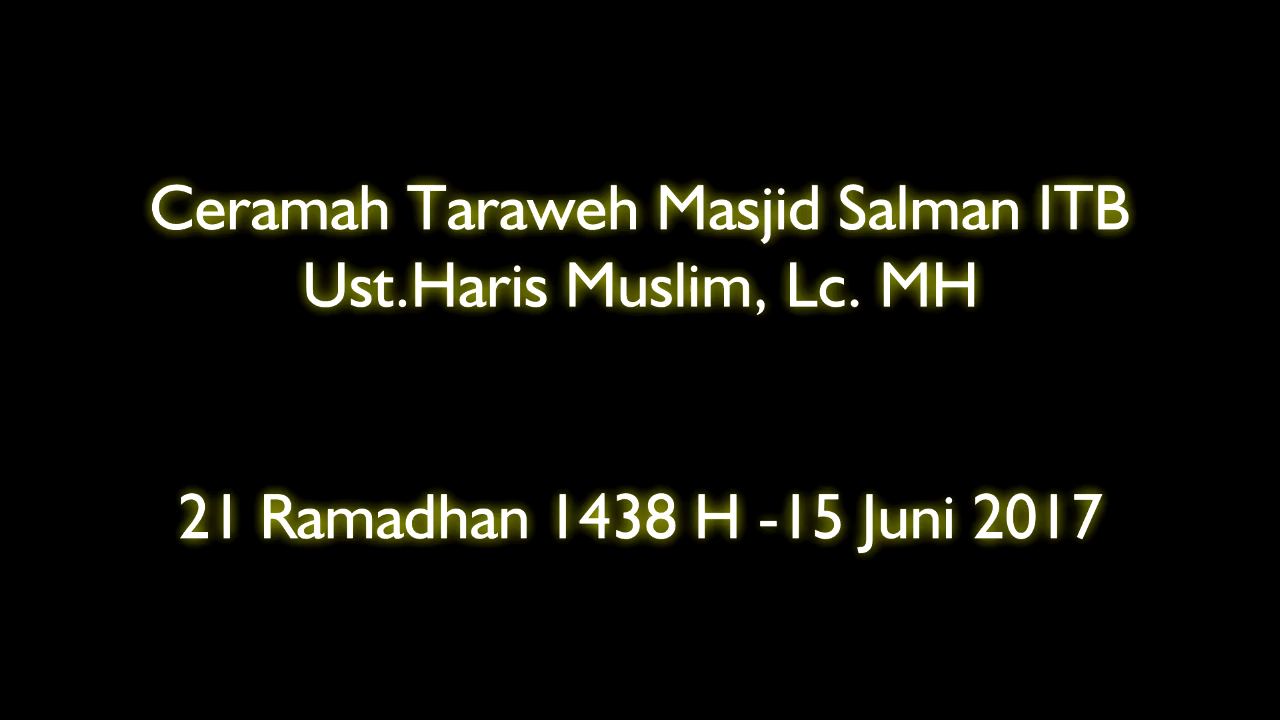 Ceramah Taraweh Masjid Salman ITB
Ust.Haris Muslim, Lc. MH
21 Ramadhan 1438 H -15 Juni 2017